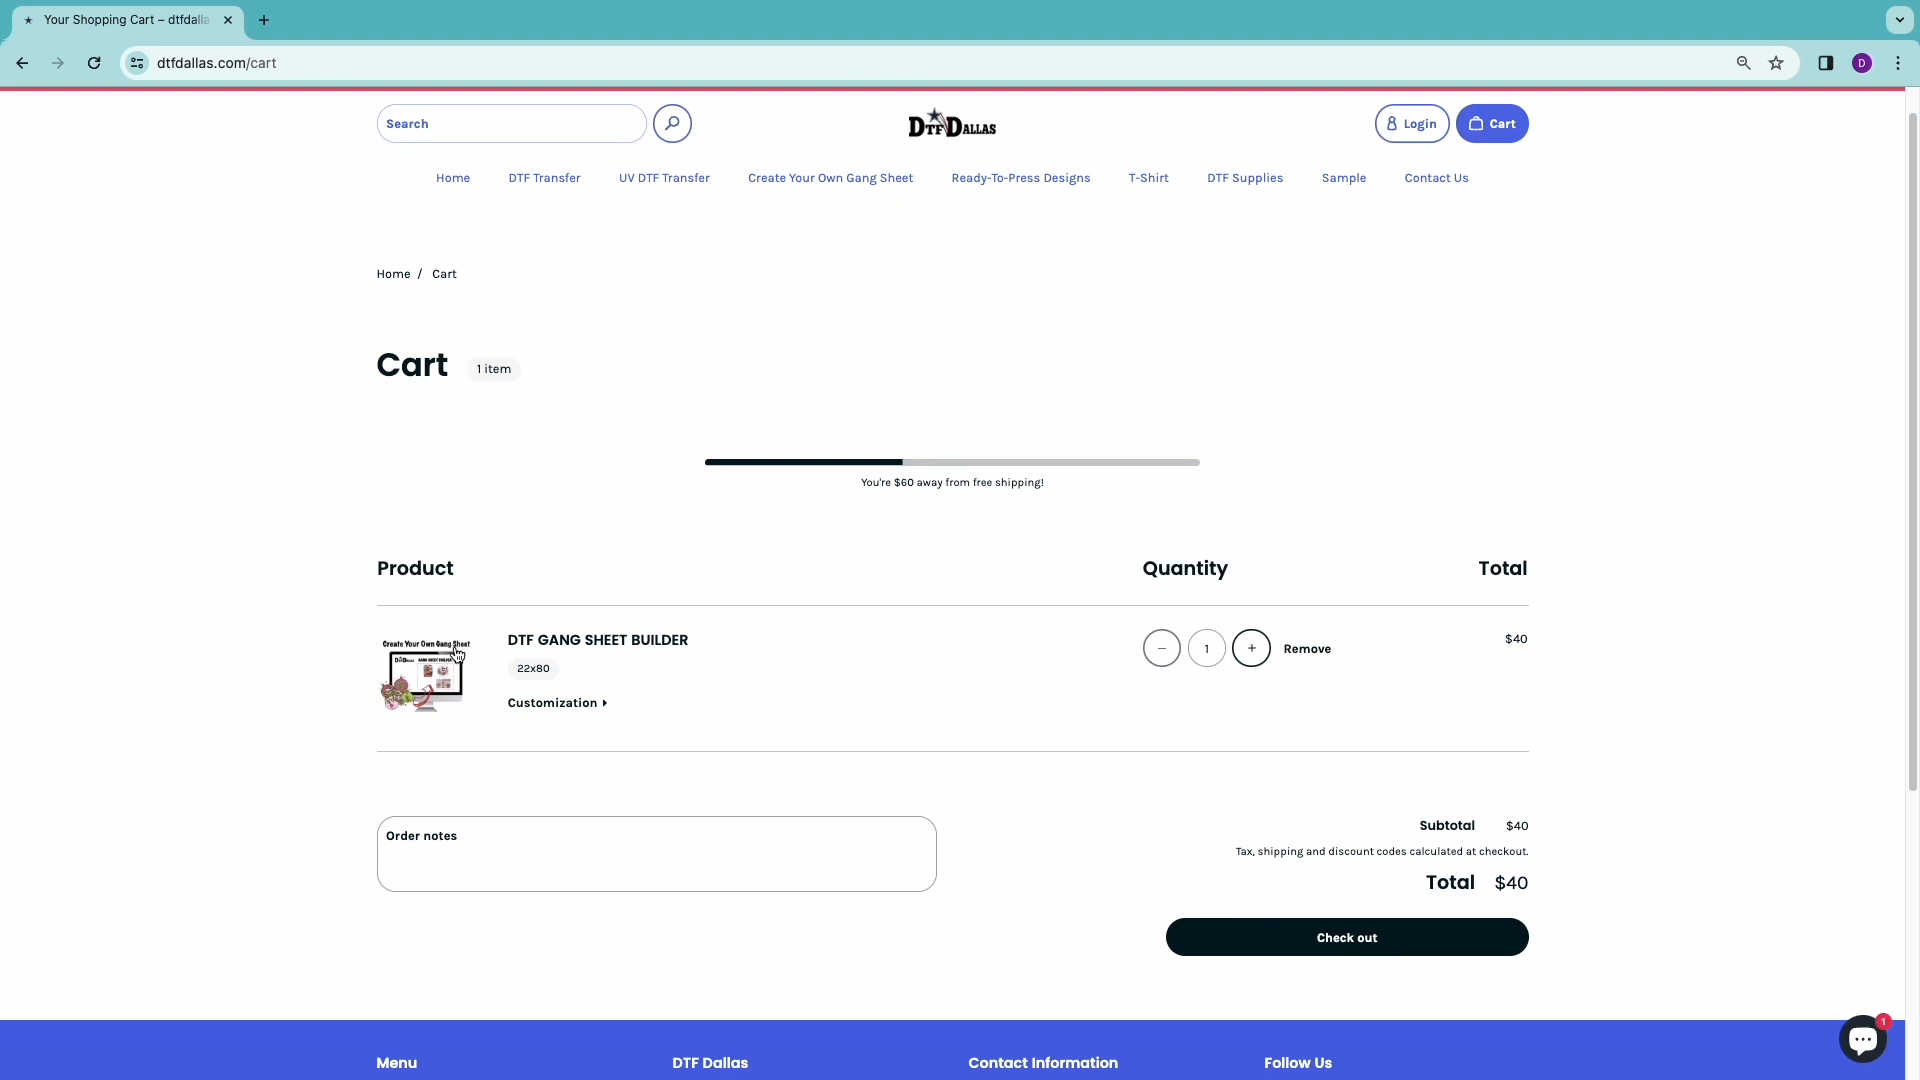 Your Shopping Cart – dtfdalla
dtfdallas.com/cart
D
Search
DTF DALLAS
Login
Cart
Home
DTF Transfer
UV DTF Transfer
Create Your Own Gang Sheet
Ready-To-Press Designs
T-Shirt
DTF Supplies
Sample
Contact Us
Home / Cart
Cart
1 item
You're $60 away from free shipping!
Product
Quantity
Total
Create Your Own Gang Sheet
DTF GANG SHEET BUILDER
22x80
Customization
1
Remove
$40
Order notes
Subtotal $40
Tax, shipping and discount codes calculated at checkout.
Total $40
Check out
1
Menu
DTF Dallas
Contact Information
Follow Us